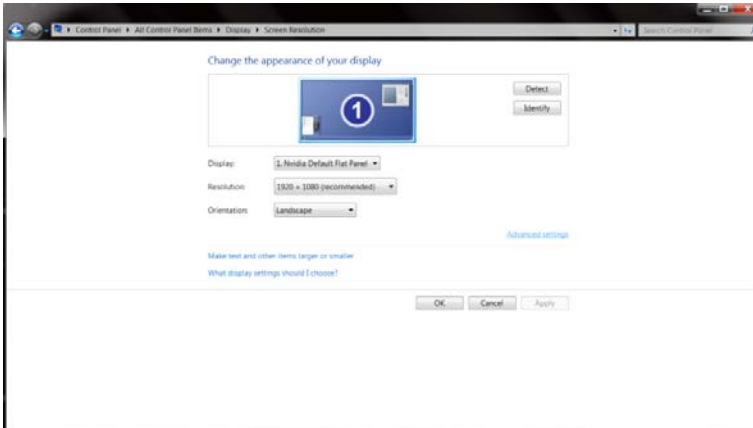 Control Panel ▸ All Control Panel Items ▸ Display ▸ Screen Resolution
Search Control Panel
Change the appearance of your display
1
Detect
Identify
Display: 1. Nvidia Default Flat Panel
Resolution: 1920 × 1080 (recommended)
Orientation: Landscape
Advanced settings
Make text and other items larger or smaller
What display settings should I choose?
OK Cancel Apply